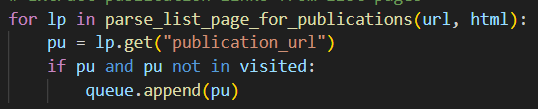 for lp in parse_list_page_for_publications(url, html):
    pu = lp.get("publication_url")
    if pu and pu not in visited:
        queue.append(pu)